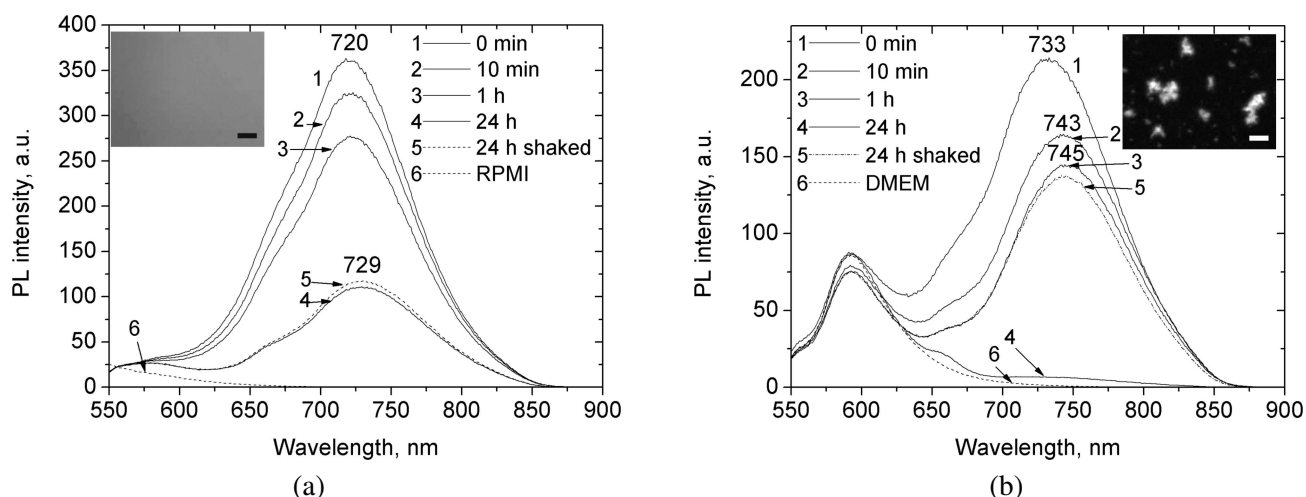 400
350
300
250
200
150
100
50
0
PL intensity, a.u.
720
1
2
3
729
5
4
6
1 0 min
2 10 min
3 1 h
4 24 h
5 24 h shaked
6 RPMI
550 600 650 700 750 800 850 900
Wavelength, nm
(a)
200
150
100
50
0
PL intensity, a.u.
1 0 min
2 10 min
3 1 h
4 24 h
5 24 h shaked
6 DMEM
733
1
743
2
745
3
5
4
6
550 600 650 700 750 800 850 900
Wavelength, nm
(b)